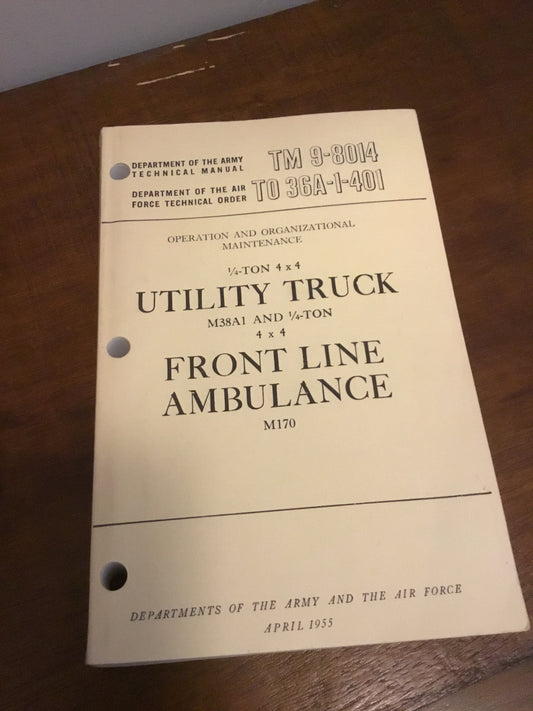 DEPARTMENT OF THE ARMY
TECHNICAL MANUAL
TM 9-8014
DEPARTMENT OF THE AIR
FORCE TECHNICAL ORDER
TO 36A-1-401
OPERATION AND ORGANIZATIONAL
MAINTENANCE
¼-TON 4 x 4
UTILITY TRUCK
M38A1 AND ¼-TON
4 x 4
FRONT LINE
AMBULANCE
M170
DEPARTMENTS OF THE ARMY AND THE AIR FORCE
APRIL 1955